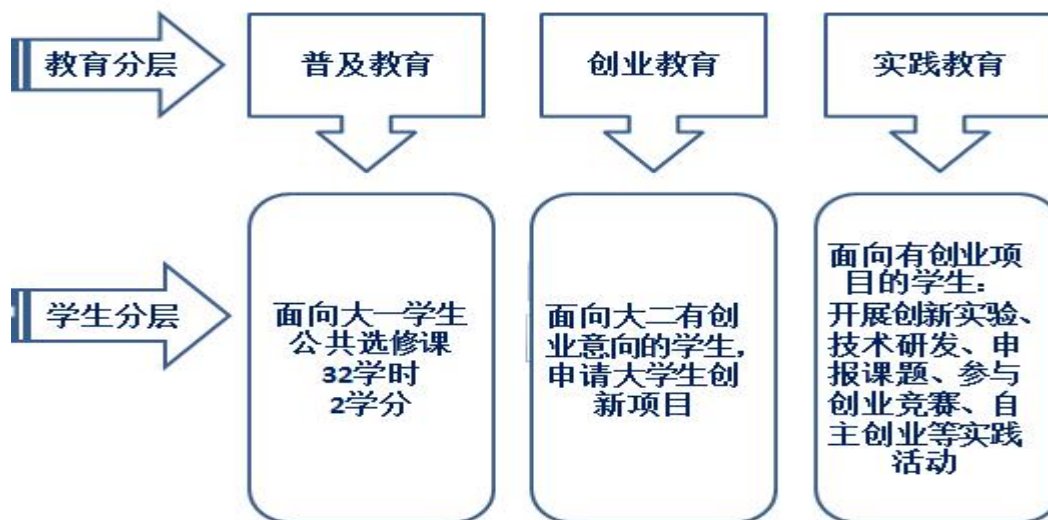 教育分层
普及教育
创业教育
实践教育
学生分层
面向大一学生
公共选修课
32学时
2学分
面向大二有创
业意向的学生，
申请大学生创
新项目
面向有创业项
目的学生：
开展创新实验、
技术研发、申
报课题、参与
创业竞赛、自
主创业等实践
活动